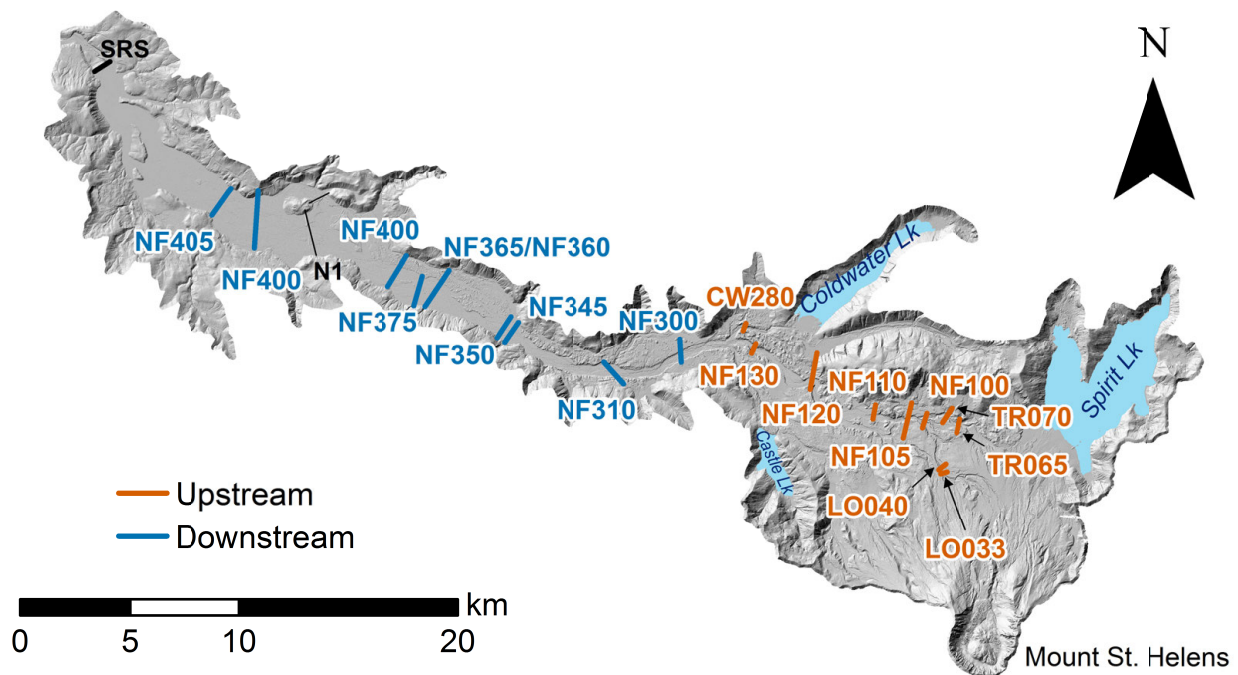 SRS
N
NF405
NF400
N1
NF400
NF365/NF360
NF375
NF345
NF350
NF300
NF310
CW280
Coldwater Lk
NF130
NF120
NF110
NF100
TR070
NF105
TR065
Spirit Lk
Castle Lk
LO040
LO033
Upstream
Downstream
km
0 5 10 20
Mount St. Helens